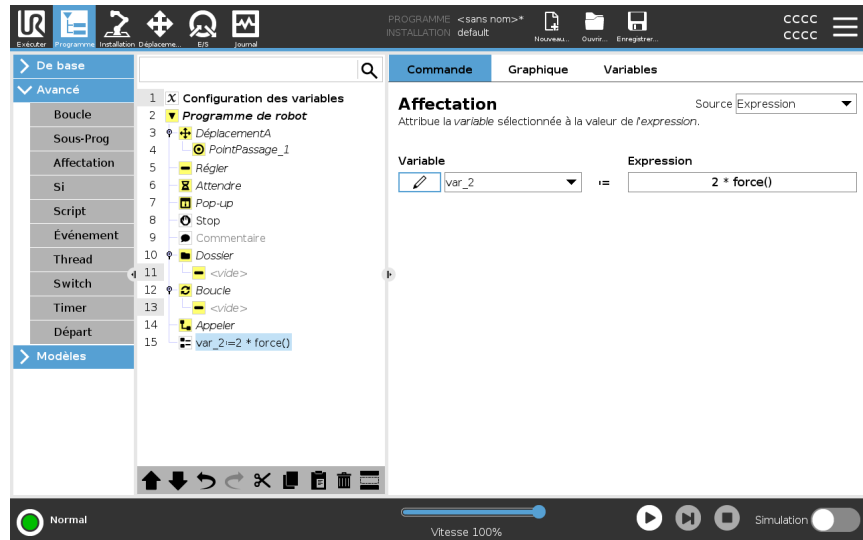 UR
Exécuter
Programme
Installation
Déplaceme...
E/S
Journal
PROGRAMME <sans nom>*
INSTALLATION default
Nouveau...
Ouvrir...
Enregistrer...
cccc
cccc
De base
Avancé
Boucle
Sous-Prog
Affectation
Si
Script
Événement
Thread
Switch
Timer
Départ
Modèles
1 X Configuration des variables
2 Programme de robot
3 DéplacementA
4 PointPassage_1
5 Régler
6 Attendre
7 Pop-up
8 Stop
9 Commentaire
10 Dossier
11 <vide>
12 Boucle
13 <vide>
14 Appeler
15 var_2:=2 * force()
Commande Graphique Variables
Affectation
Source Expression
Attribue la variable sélectionnée à la valeur de l'expression.
Variable Expression
var_2 := 2 * force()
Normal
Vitesse 100%
Simulation